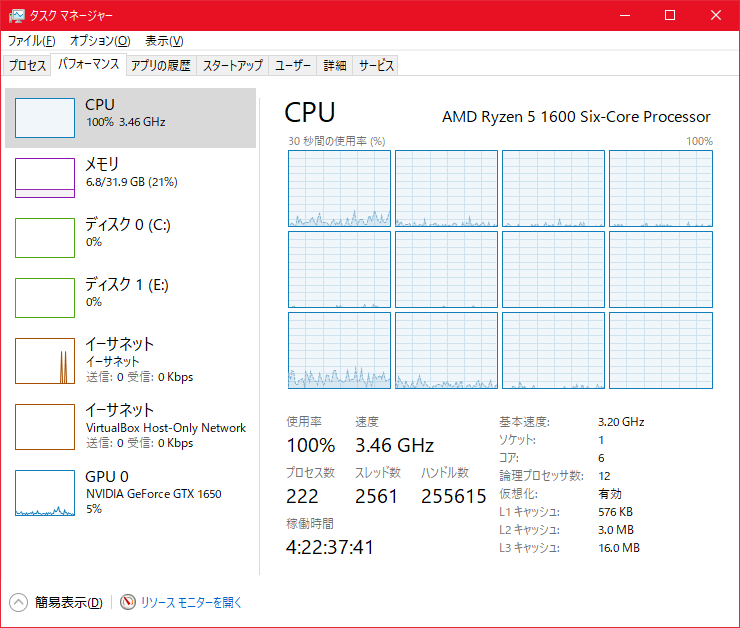 タスク マネージャー
ファイル(F) オプション(O) 表示(V)
プロセス パフォーマンス アプリの履歴 スタートアップ ユーザー 詳細 サービス
CPU
100% 3.46 GHz
メモリ
6.8/31.9 GB (21%)
ディスク 0 (C:)
0%
ディスク 1 (E:)
0%
イーサネット
イーサネット
送信: 0 受信: 0 Kbps
イーサネット
VirtualBox Host-Only Network
送信: 0 受信: 0 Kbps
GPU 0
NVIDIA GeForce GTX 1650
5%
CPU AMD Ryzen 5 1600 Six-Core Processor
30 秒間の使用率 (%) 100%
使用率 速度
100% 3.46 GHz
プロセス数 スレッド数 ハンドル数
222 2561 255615
稼働時間
4:22:37:41
基本速度: 3.20 GHz
ソケット: 1
コア: 6
論理プロセッサ数: 12
仮想化: 有効
L1 キャッシュ: 576 KB
L2 キャッシュ: 3.0 MB
L3 キャッシュ: 16.0 MB
簡易表示(D) リソース モニターを開く